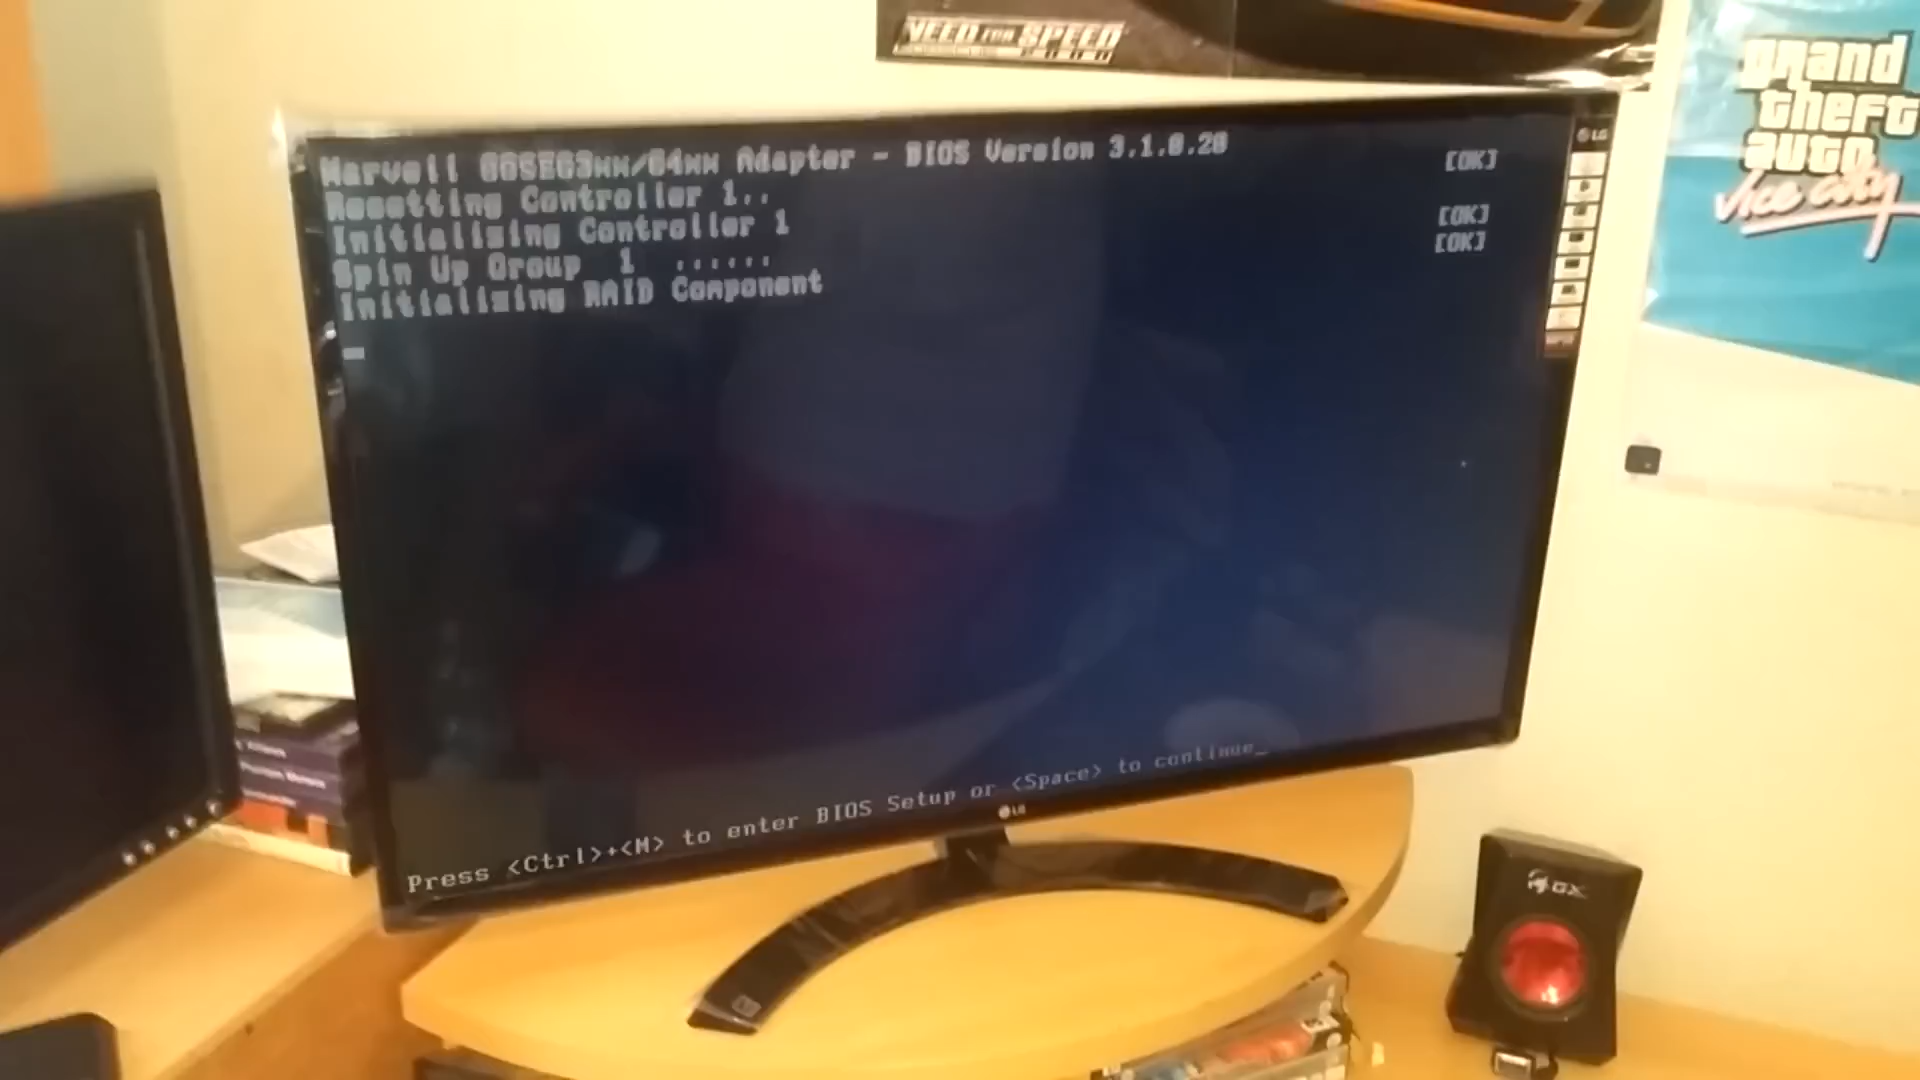 NEED FOR SPEED
grand
theft
auto
vice city
LG
Marvell 88SE63xx/64xx Adapter - BIOS Version 3.1.0.20
Resetting Controller 1.. [OK]
Initializing Controller 1
Spin Up Group 1 ...... [OK]
Initializing RAID Component [OK]
Press <Ctrl>+<M> to enter BIOS Setup or <Space> to continue_
LG
GX